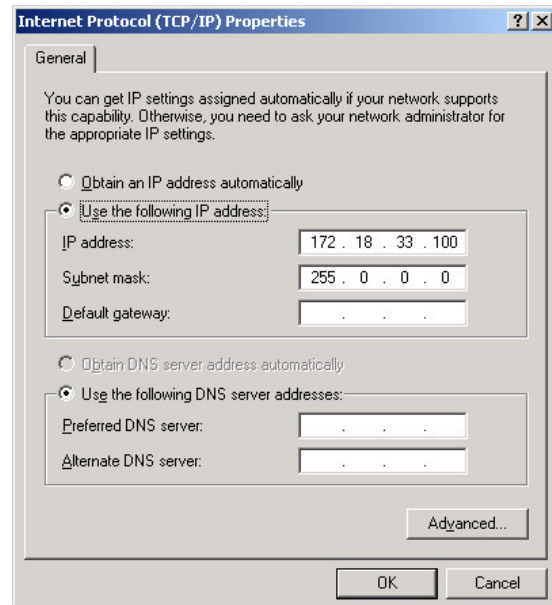 Internet Protocol (TCP/IP) Properties
General
You can get IP settings assigned automatically if your network supports
this capability. Otherwise, you need to ask your network administrator for
the appropriate IP settings.
Obtain an IP address automatically
Use the following IP address:
IP address: 172 . 18 . 33 . 100
Subnet mask: 255 . 0 . 0 . 0
Default gateway: . . .
Obtain DNS server address automatically
Use the following DNS server addresses:
Preferred DNS server: . . .
Alternate DNS server: . . .
Advanced...
OK Cancel